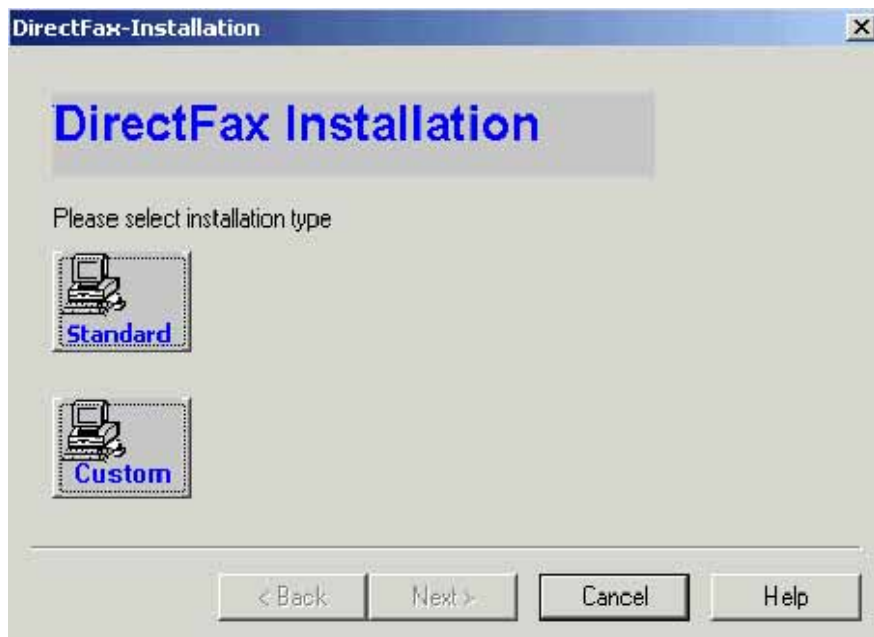 DirectFax-Installation
DirectFax Installation
Please select installation type
Standard
Custom
< Back Next > Cancel Help